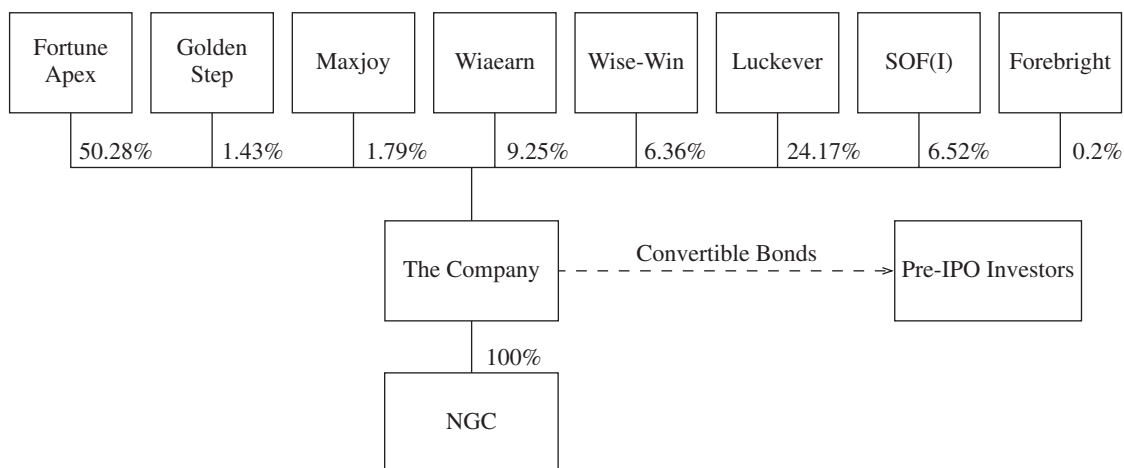 Fortune
Apex
Golden
Step
Maxjoy
Wiaearn
Wise-Win
Luckever
SOF(I)
Forebright
50.28%
1.43%
1.79%
9.25%
6.36%
24.17%
6.52%
0.2%
The Company
Convertible Bonds
Pre-IPO Investors
100%
NGC